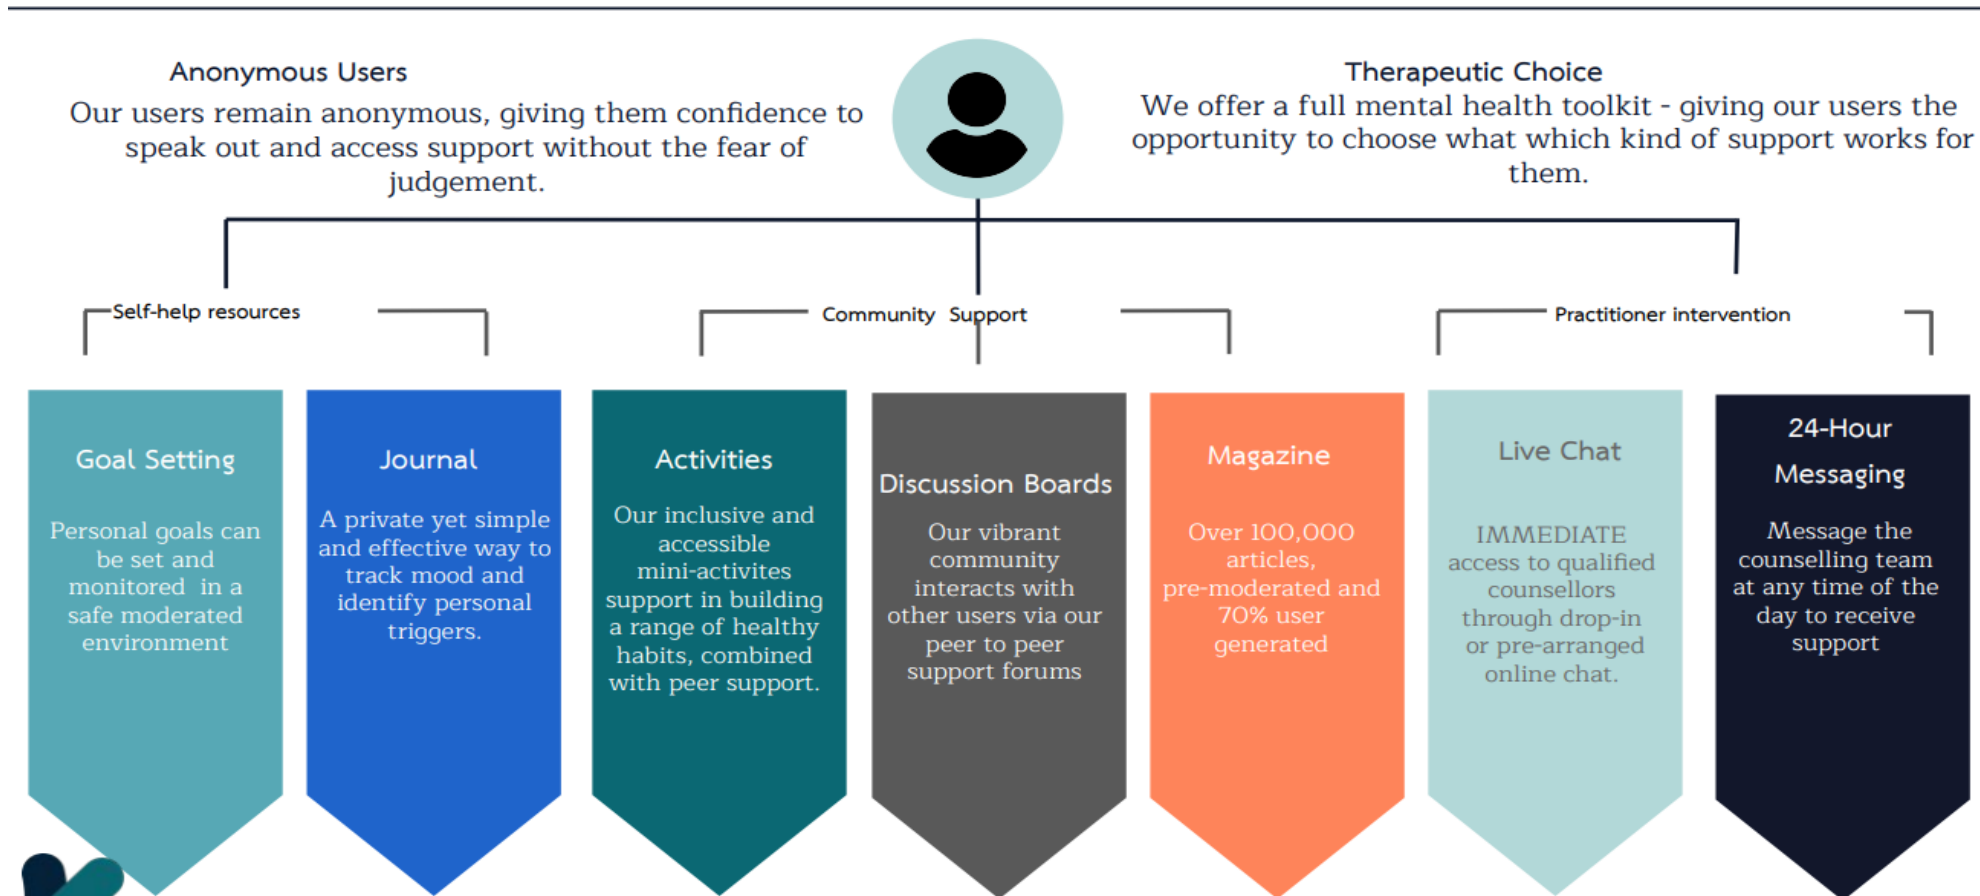 Anonymous Users
Our users remain anonymous, giving them confidence to
speak out and access support without the fear of
judgement.
Therapeutic Choice
We offer a full mental health toolkit - giving our users the
opportunity to choose what which kind of support works for
them.
Self-help resources
Community Support
Practitioner intervention
Goal Setting
Personal goals can
be set and
monitored in a
safe moderated
environment
Journal
A private yet simple
and effective way to
track mood and
identify personal
triggers.
Activities
Our inclusive and
accessible
mini-activites
support in building
a range of healthy
habits, combined
with peer support.
Discussion Boards
Our vibrant
community
interacts with
other users via our
peer to peer
support forums
Magazine
Over 100,000
articles,
pre-moderated and
70% user
generated
Live Chat
IMMEDIATE
access to qualified
counsellors
through drop-in
or pre-arranged
online chat.
24-Hour
Messaging
Message the
counselling team
at any time of the
day to receive
support